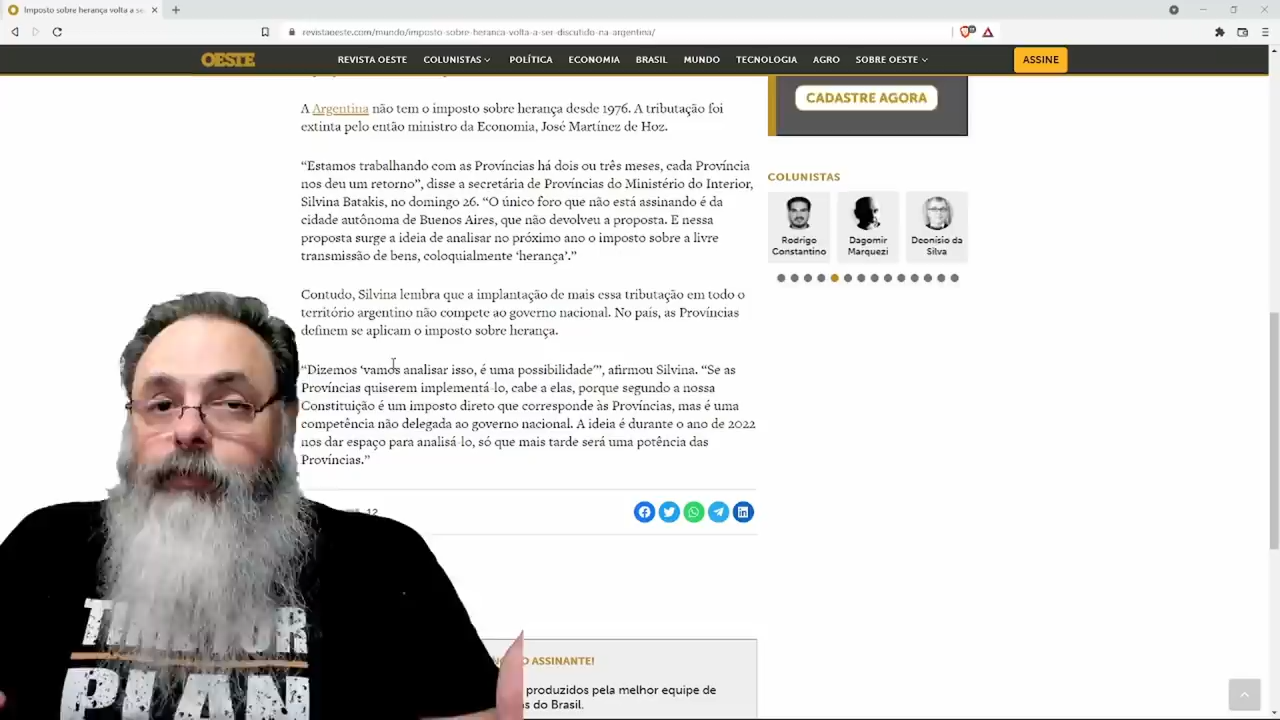 Imposto sobre herança volta a se
revistaoeste.com/mundo/imposto-sobre-heranca-volta-a-ser-discutido-na-argentina/
OESTE
REVISTA OESTE COLUNISTAS POLÍTICA ECONOMIA BRASIL MUNDO TECNOLOGIA AGRO SOBRE OESTE ASSINE
A Argentina não tem o imposto sobre herança desde 1976. A tributação foi
extinta pelo então ministro da Economia, José Martínez de Hoz.
“Estamos trabalhando com as Províncias há dois ou três meses, cada Província
nos deu um retorno”, disse a secretária de Províncias do Ministério do Interior,
Silvina Batakis, no domingo 26. “O único foro que não está assinando é da
cidade autônoma de Buenos Aires, que não devolveu a proposta. E nessa
proposta surge a ideia de analisar no próximo ano o imposto sobre a livre
transmissão de bens, coloquialmente ‘herança’.”
Contudo, Silvina lembra que a implantação de mais essa tributação em todo o
território argentino não compete ao governo nacional. No país, as Províncias
definem se aplicam o imposto sobre herança.
“Dizemos ‘vamos analisar isso, é uma possibilidade’”, afirmou Silvina. “Se as
Províncias quiserem implementá-lo, cabe a elas, porque segundo a nossa
Constituição é um imposto direto que corresponde às Províncias, mas é uma
competência não delegada ao governo nacional. A ideia é durante o ano de 2022
nos dar espaço para analisá-lo, só que mais tarde será uma potência das
Províncias.”
12
CADASTRE AGORA
COLUNISTAS
Rodrigo
Constantino
Dagomir
Marquezi
Deonísio da
Silva
O ASSINANTE!
produzidos pela melhor equipe de
s do Brasil.
PLAN